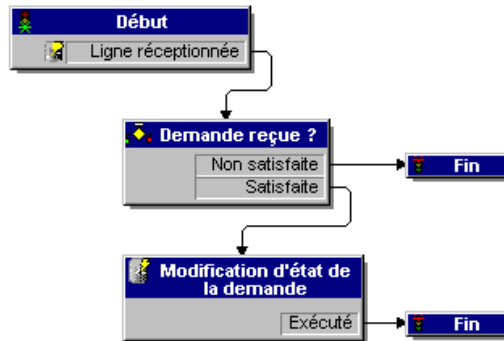 Début
Ligne réceptionnée
Demande reçue ?
Non satisfaite
Fin
Satisfaite
Modification d'état de
la demande
Exécuté
Fin